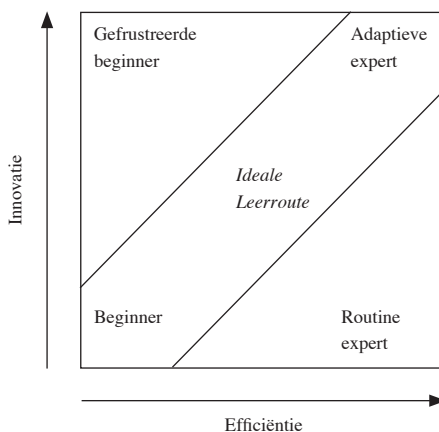 Gefrustreerde
beginner
Adaptieve
expert
Innovatie
Ideale
Leerroute
Beginner
Routine
expert
Efficiëntie